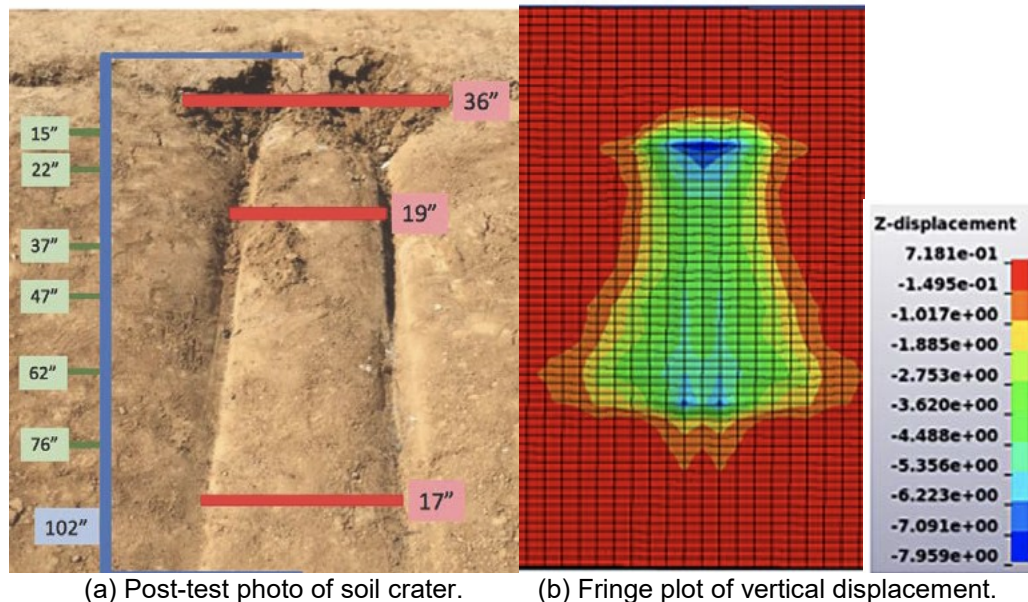 36”
15”
22”
19”
37”
47”
62”
76”
17”
102”
Z-displacement
7.181e-01
-1.495e-01
-1.017e+00
-1.885e+00
-2.753e+00
-3.620e+00
-4.488e+00
-5.356e+00
-6.223e+00
-7.091e+00
-7.959e+00
(a) Post-test photo of soil crater.
(b) Fringe plot of vertical displacement.